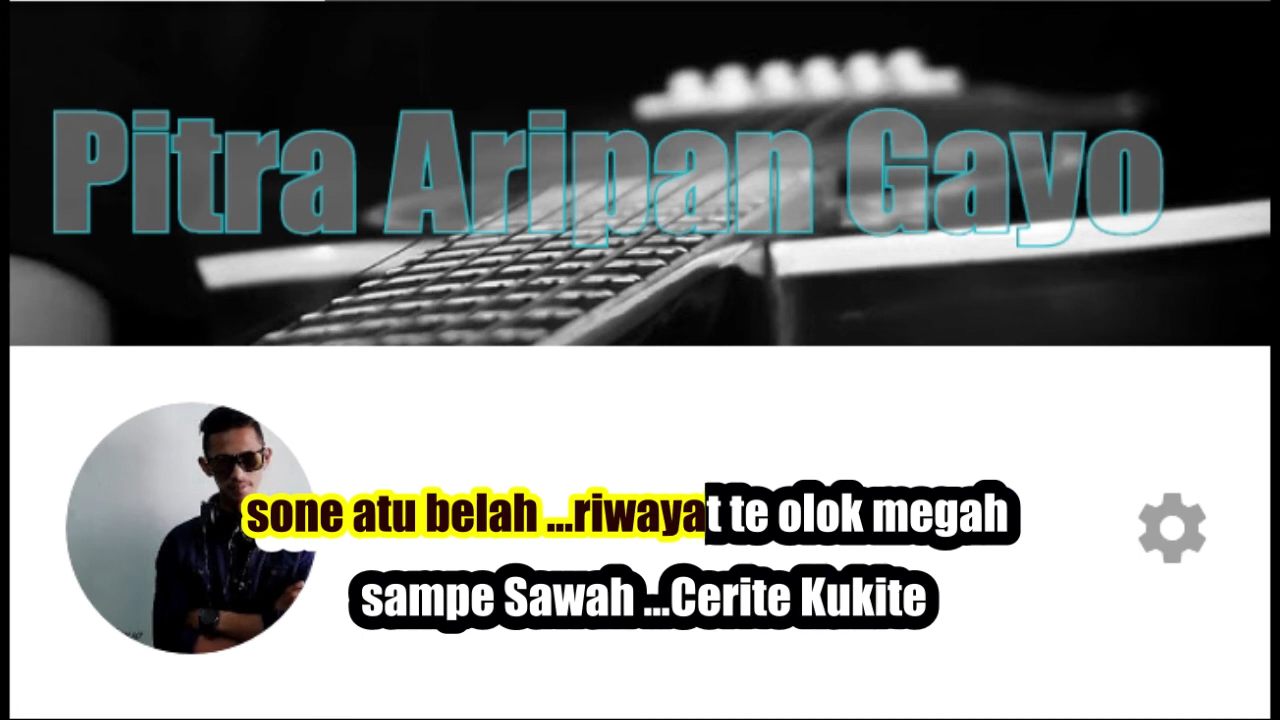 Pitra Aripan Gayo
sone atu belah ...riwayat te olok megah
sampe Sawah ...Cerite Kukite